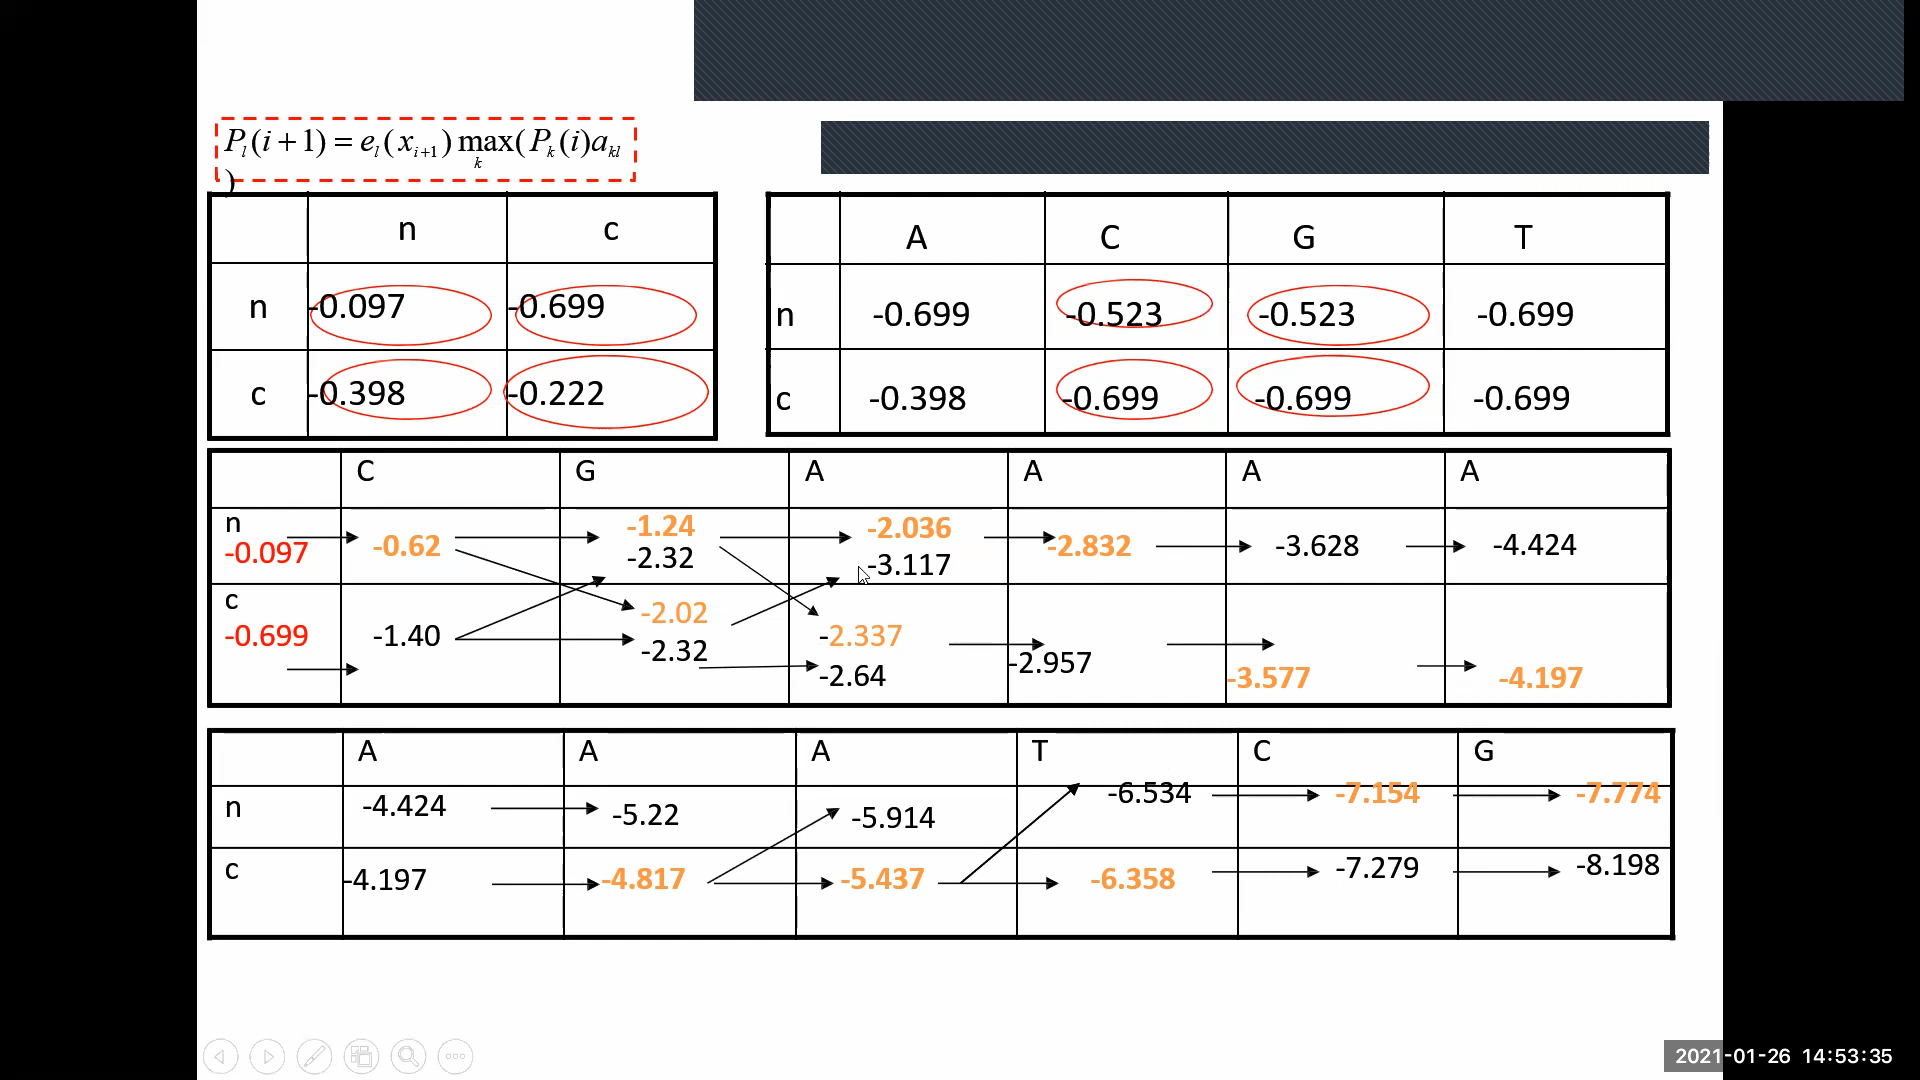 P_l(i+1) = e_l(x_{i+1}) max_k(P_k(i)a_{kl}
)
n c
n -0.097 -0.699
c -0.398 -0.222
A C G T
n -0.699 -0.523 -0.523 -0.699
c -0.398 -0.699 -0.699 -0.699
C G A A A A
n -1.24 -2.036
-0.097 -0.62 -2.32 -3.117 -2.832 -3.628 -4.424
c -2.02
-0.699 -1.40 -2.32 -2.337 -2.957
-2.64 -3.577 -4.197
A A A T C G
n -4.424 -5.22 -5.914 -6.534 -7.154 -7.774
c -4.197 -4.817 -5.437 -6.358 -7.279 -8.198
2021-01-26 14:53:35